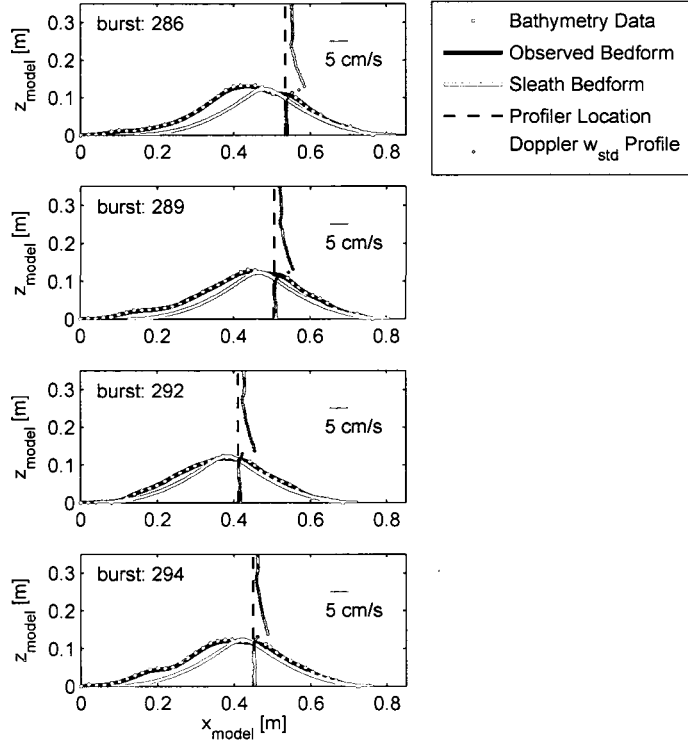 burst: 286
5 cm/s
z_model [m]
0.3
0.2
0.1
0
0 0.2 0.4 0.6 0.8
Bathymetry Data
Observed Bedform
Sleath Bedform
Profiler Location
Doppler w_std Profile
burst: 289
5 cm/s
z_model [m]
0.3
0.2
0.1
0
0 0.2 0.4 0.6 0.8
burst: 292
5 cm/s
z_model [m]
0.3
0.2
0.1
0
0 0.2 0.4 0.6 0.8
burst: 294
5 cm/s
z_model [m]
0.3
0.2
0.1
0
0 0.2 0.4 0.6 0.8
x_model [m]